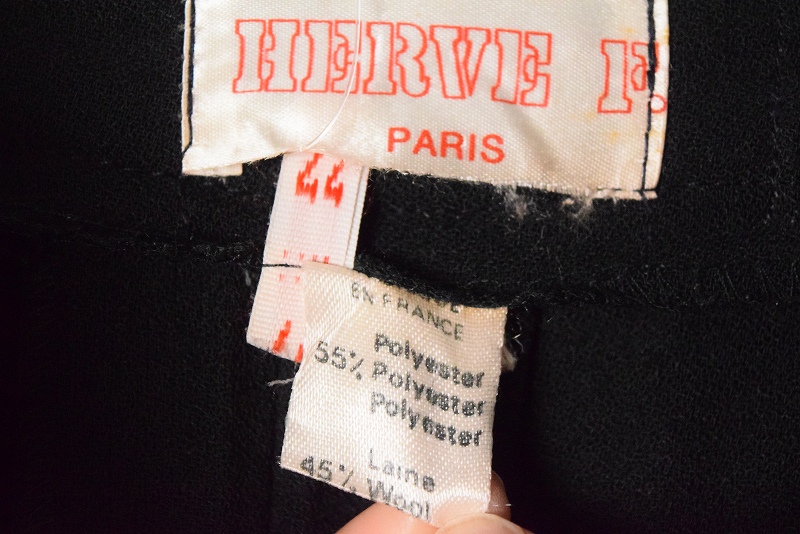 HERVE F.
PARIS
44
EN FRANCE
Polyester
55% Polyester
Polyester
Laine
45% Wool